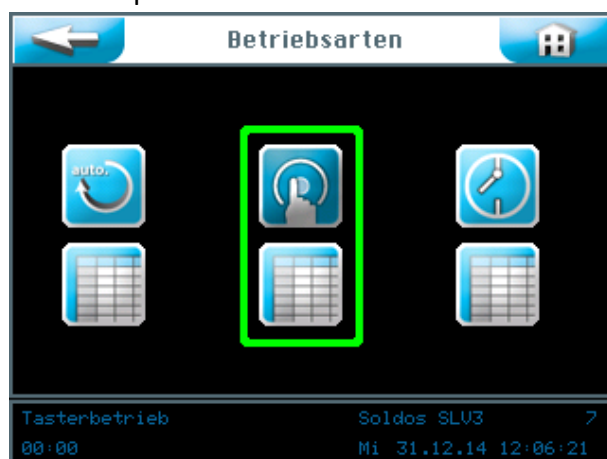 Betriebsarten
auto.
Tasterbetrieb Soldos SLV3 7
00:00 Mi 31.12.14 12:06:21